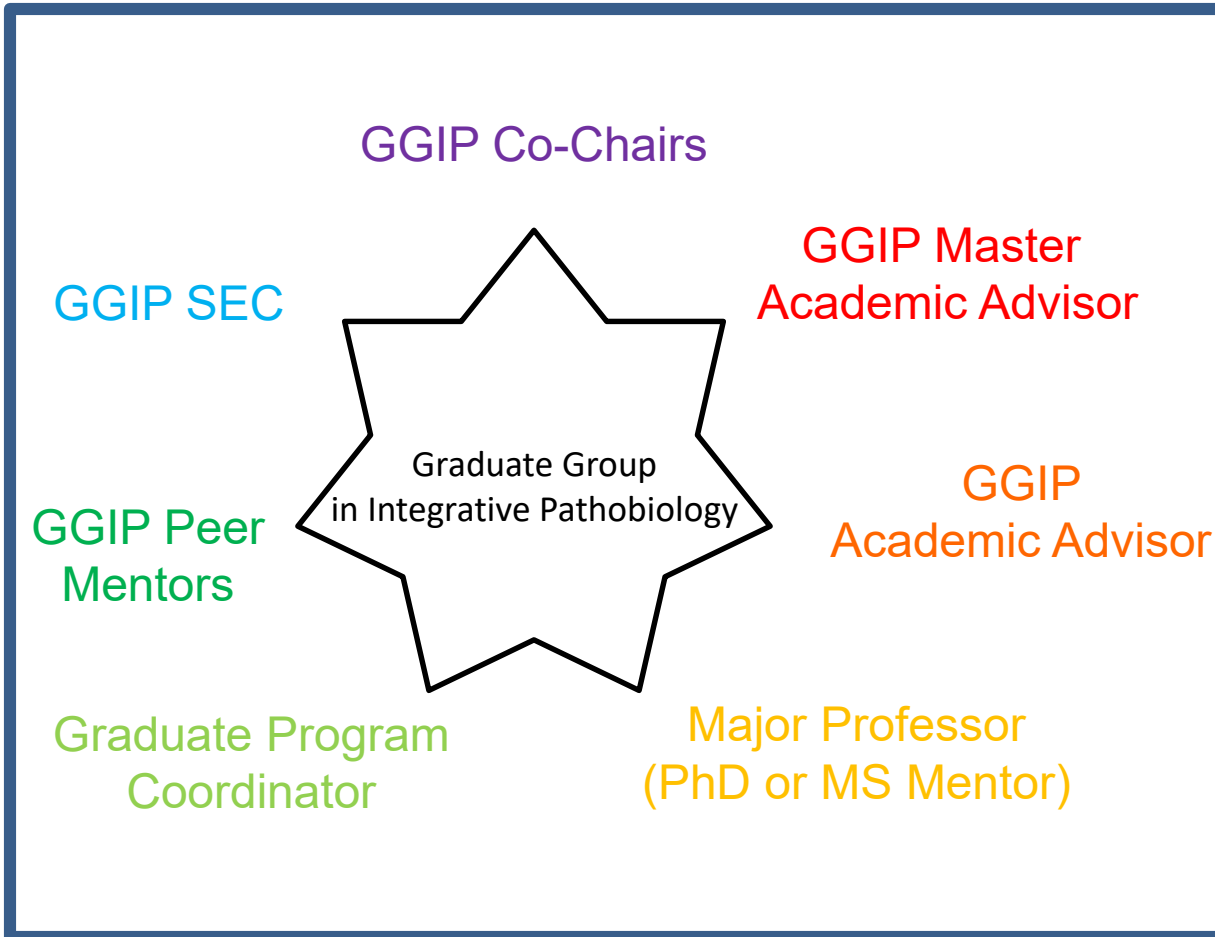 GGIP Co-Chairs
GGIP Master
Academic Advisor
GGIP SEC
Graduate Group
in Integrative Pathobiology
GGIP
Academic Advisor
GGIP Peer
Mentors
Major Professor
(PhD or MS Mentor)
Graduate Program
Coordinator